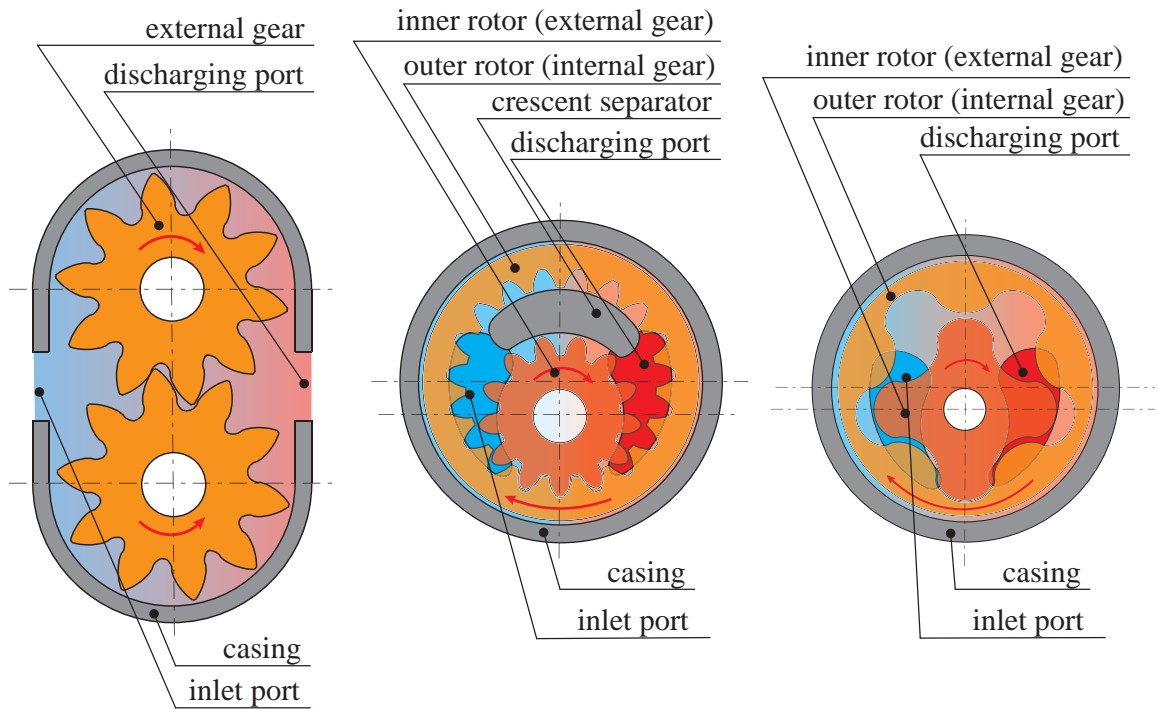 external gear
discharging port
casing
inlet port
inner rotor (external gear)
outer rotor (internal gear)
crescent separator
discharging port
casing
inlet port
inner rotor (external gear)
outer rotor (internal gear)
discharging port
casing
inlet port